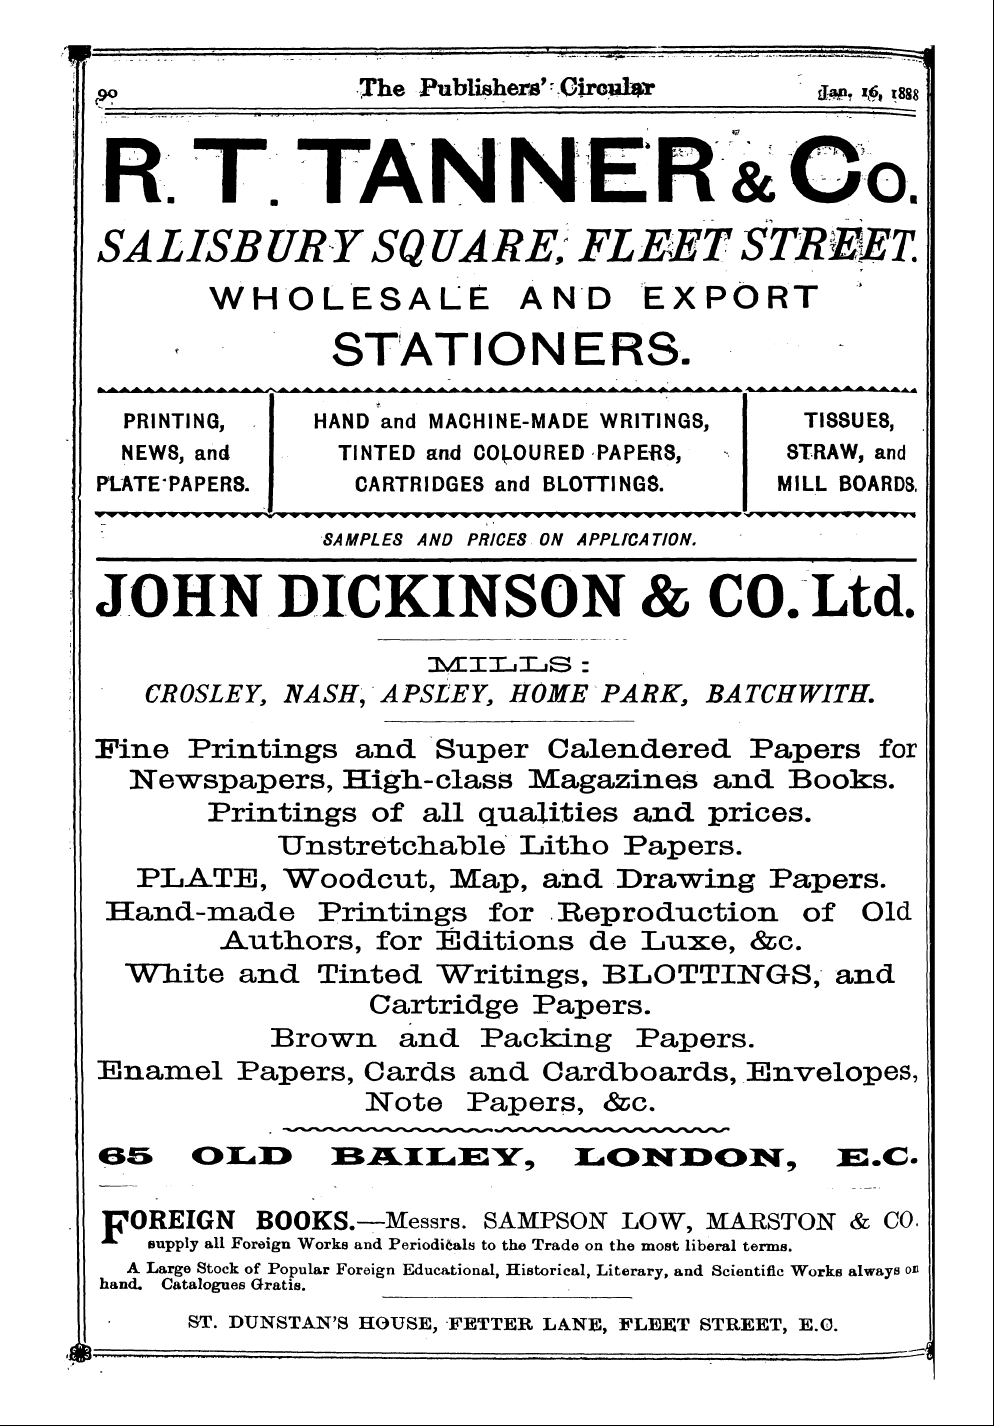 90 The Publishers' Circular Jan. 16, 1888
R. T. TANNER & Co.
SALISBURY SQUARE, FLEET STREET.
WHOLESALE AND EXPORT
STATIONERS.
PRINTING,
NEWS, and
PLATE PAPERS.
HAND and MACHINE-MADE WRITINGS,
TINTED and COLOURED PAPERS,
CARTRIDGES and BLOTTINGS.
TISSUES,
STRAW, and
MILL BOARDS.
SAMPLES AND PRICES ON APPLICATION.
JOHN DICKINSON & CO. Ltd.
MILLS:
CROSLEY, NASH, APSLEY, HOME PARK, BATCHWITH.
Fine Printings and Super Calendered Papers for
Newspapers, High-class Magazines and Books.
Printings of all qualities and prices.
Unstretchable Litho Papers.
PLATE, Woodcut, Map, and Drawing Papers.
Hand-made Printings for Reproduction of Old
Authors, for Editions de Luxe, &c.
White and Tinted Writings, BLOTTINGS, and
Cartridge Papers.
Brown and Packing Papers.
Enamel Papers, Cards and Cardboards, Envelopes,
Note Papers, &c.
65 OLD BAILEY, LONDON, E.C.
FOREIGN BOOKS.—Messrs. SAMPSON LOW, MARSTON & CO.
supply all Foreign Works and Periodicals to the Trade on the most liberal terms.
A Large Stock of Popular Foreign Educational, Historical, Literary, and Scientific Works always on
hand. Catalogues Gratis.
ST. DUNSTAN'S HOUSE, FETTER LANE, FLEET STREET, E.C.